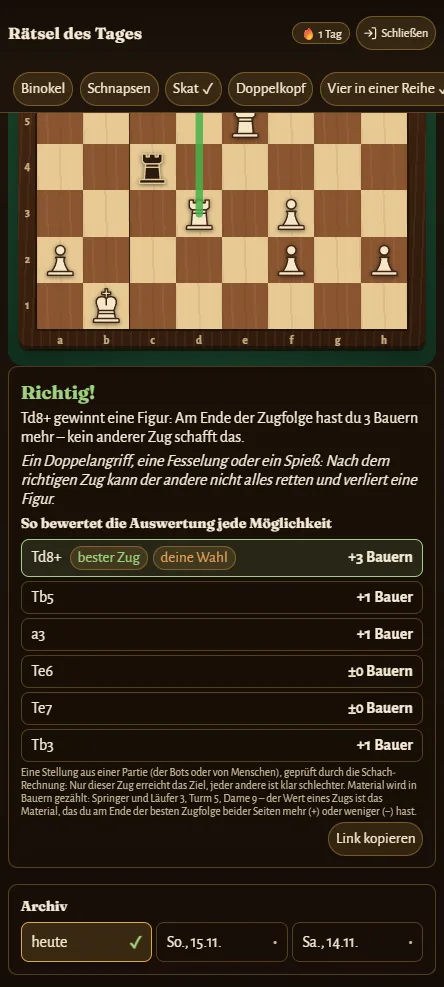 Rätsel des Tages
🔥 1 Tag
Schließen
Binokel
Schnapsen
Skat ✓
Doppelkopf
Vier in einer Reihe ✓
5
4
3
2
1
a b c d e f g h
Richtig!
Td8+ gewinnt eine Figur: Am Ende der Zugfolge hast du 3 Bauern
mehr – kein anderer Zug schafft das.
Ein Doppelangriff, eine Fesselung oder ein Spieß: Nach dem
richtigen Zug kann der andere nicht alles retten und verliert eine
Figur.
So bewertet die Auswertung jede Möglichkeit
Td8+ bester Zug deine Wahl +3 Bauern
Tb5 +1 Bauer
a3 +1 Bauer
Te6 ±0 Bauern
Te7 ±0 Bauern
Tb3 +1 Bauer
Eine Stellung aus einer Partie (der Bots oder von Menschen), geprüft durch die Schach-
Rechnung: Nur dieser Zug erreicht das Ziel, jeder andere ist klar schlechter. Material wird in
Bauern gezählt: Springer und Läufer 3, Turm 5, Dame 9 – der Wert eines Zugs ist das
Material, das du am Ende der besten Zugfolge beider Seiten mehr (+) oder weniger (−) hast.
Link kopieren
Archiv
heute ✓
So., 15.11. •
Sa., 14.11. •